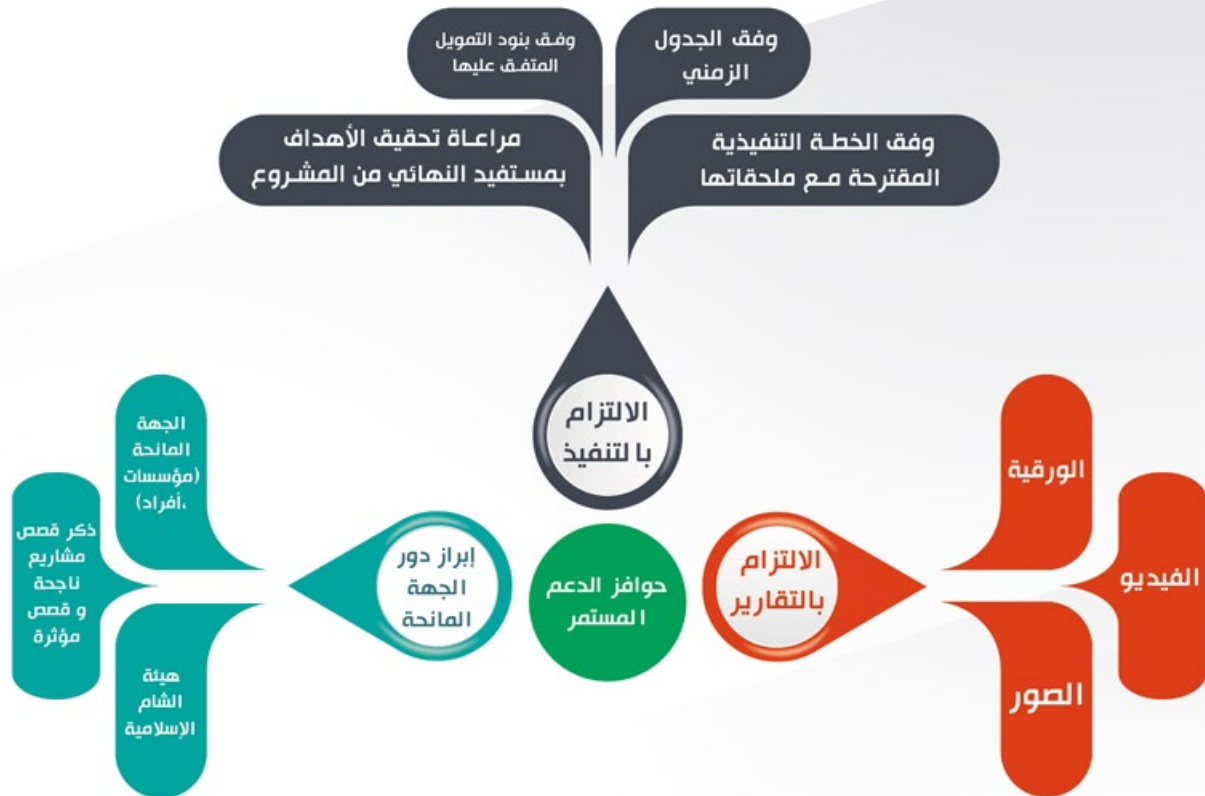 وفق الجدول
الزمني
وفق بنود التمويل
المتفق عليها
وفق الخطة التنفيذية
المقترحة مع ملحقاتها
مراعاة تحقيق الأهداف
بمستفيد النهائي من المشروع
الالتزام
بالتنفيذ
الورقية
الفيديو
الصور
الالتزام
بالتقارير
حوافز الدعم
المستمر
إبراز دور
الجهة
المانحة
الجهة
المانحة
(مؤسسات
،أفراد)
ذكر قصص
مشاريع
ناجحة
و قصص
مؤثرة
هيئة
الشام
الإسلامية